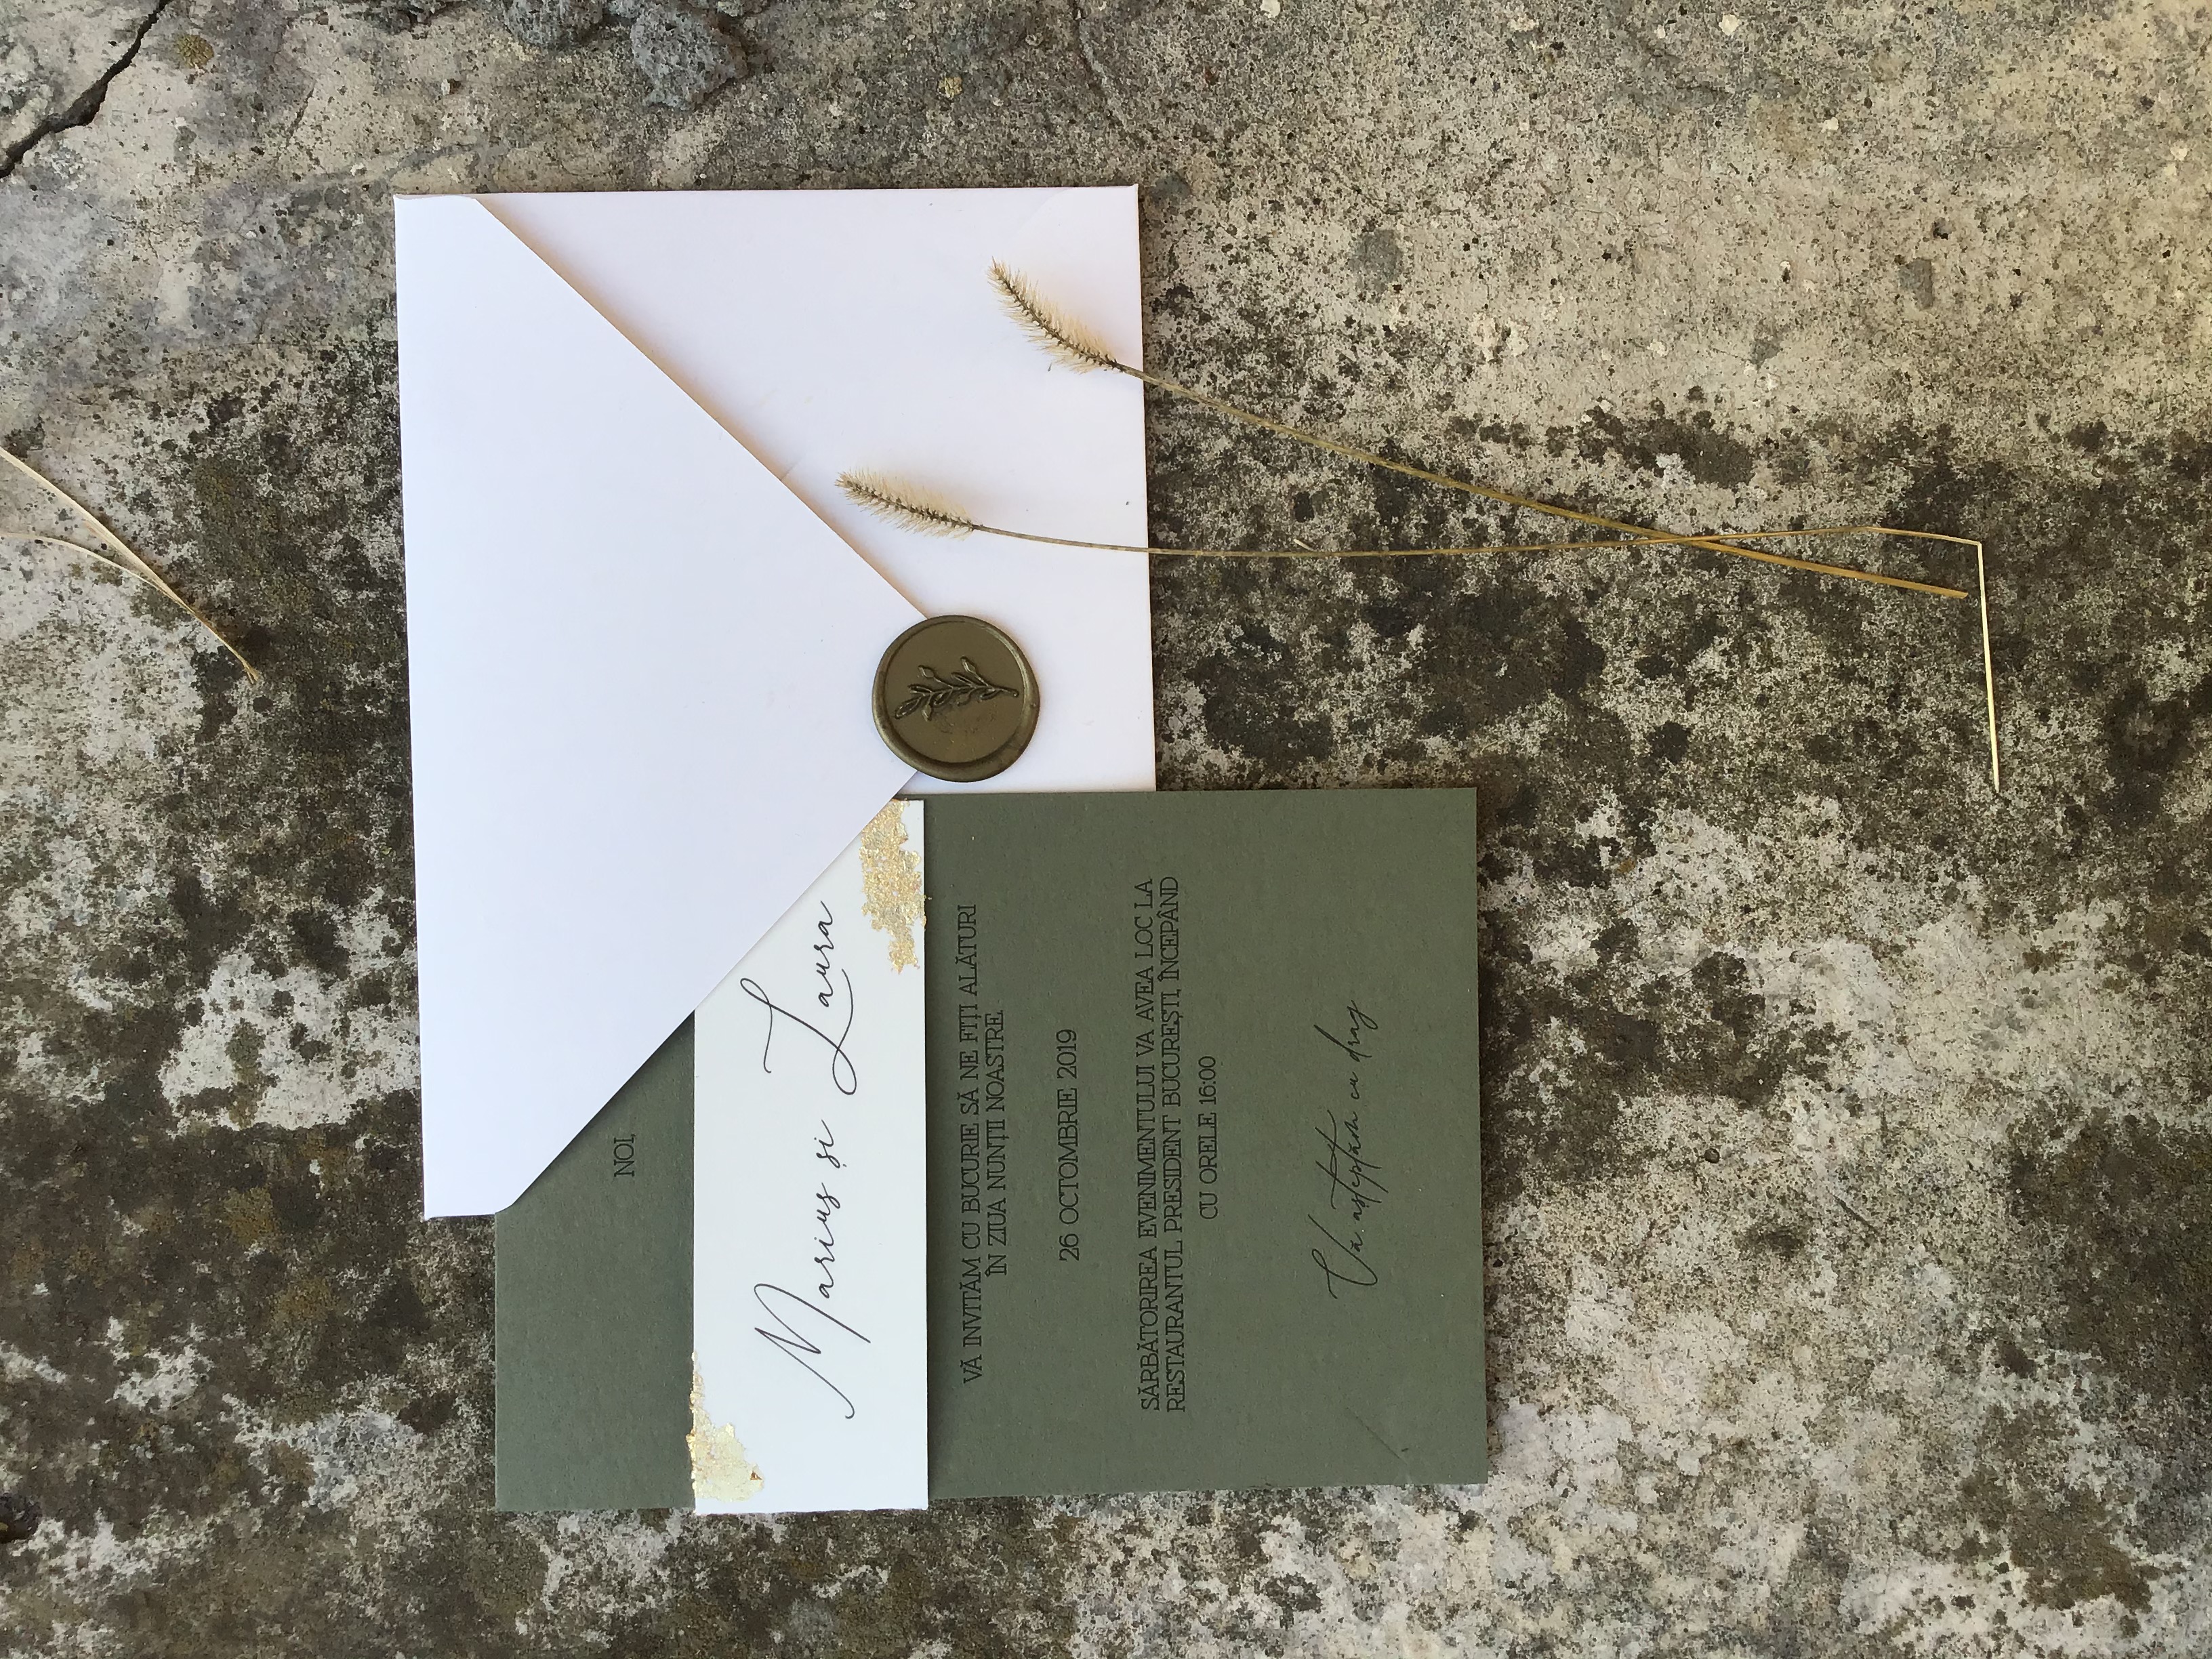 NOI,
Marius și Laura
VĂ INVITĂM CU BUCURIE SĂ NE FIȚI ALĂTURI
ÎN ZIUA NUNȚII NOASTRE.
26 OCTOMBRIE 2019
SĂRBĂTORIREA EVENIMENTULUI VA AVEA LOC LA
RESTAURANTUL PRESIDENT BUCUREȘTI, ÎNCEPÂND
CU ORELE 16:00
Vă așteptăm cu drag